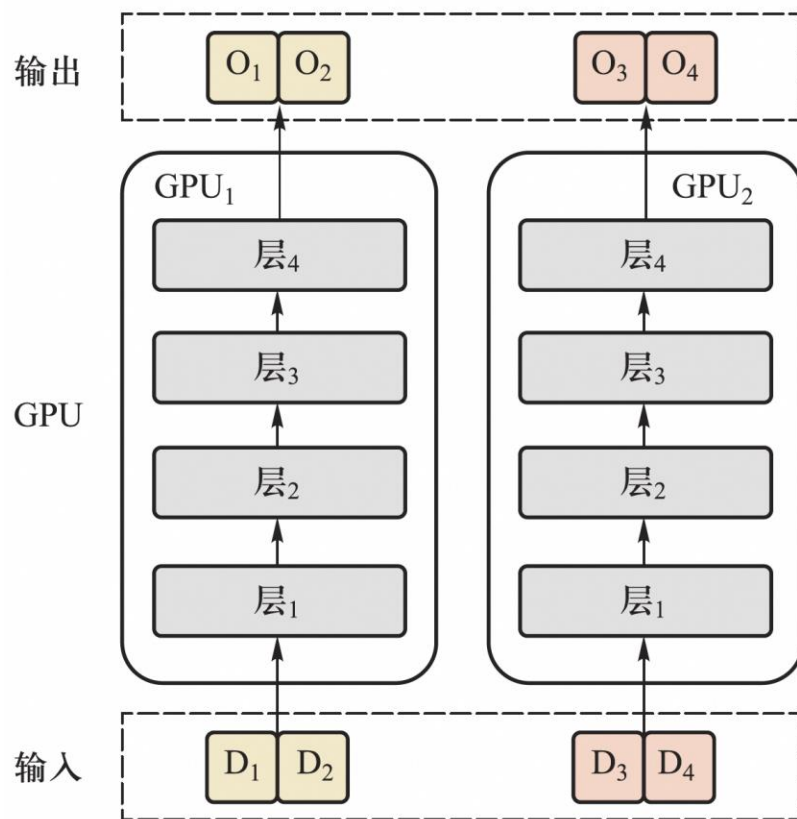 输出
O₁ O₂ O₃ O₄
GPU₁ GPU₂
层₄ 层₄
层₃ 层₃
GPU
层₂ 层₂
层₁ 层₁
输入
D₁ D₂ D₃ D₄